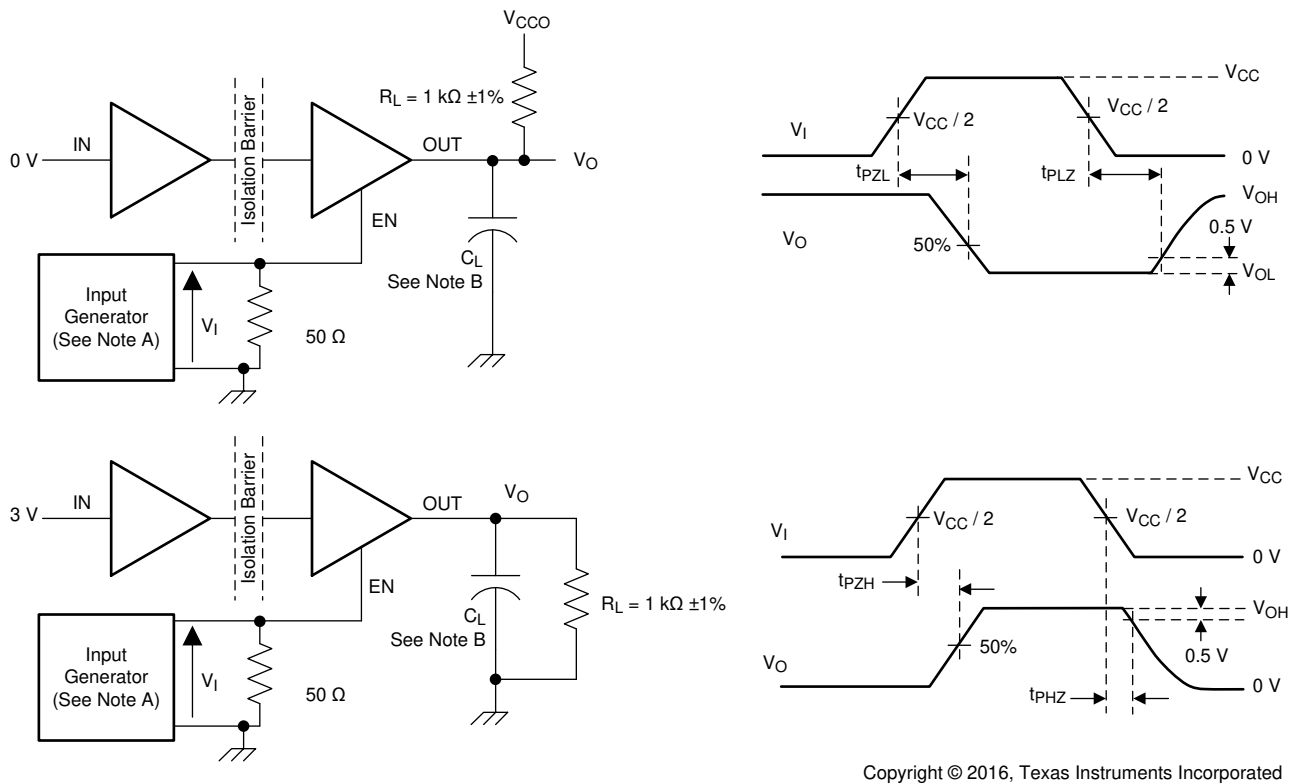 VCCO
RL = 1 kΩ ±1%
IN
Isolation Barrier
OUT
0 V
VO
EN
CL
See Note B
Input
Generator
(See Note A)
VI
50 Ω
VCC
VCC / 2
VCC / 2
VI
0 V
tPZL
tPLZ
VOH
0.5 V
VO
50%
VOL
IN
Isolation Barrier
OUT
VO
3 V
EN
CL
See Note B
RL = 1 kΩ ±1%
Input
Generator
(See Note A)
VI
50 Ω
VCC
VI
VCC / 2
VCC / 2
0 V
tPZH
VOH
50%
0.5 V
VO
tPHZ
0 V
Copyright © 2016, Texas Instruments Incorporated